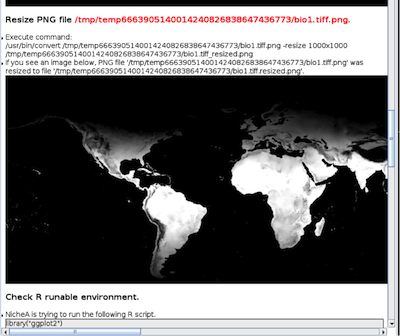 Resize PNG file /tmp/temp6663905140014240826838647436773/bio1.tiff.png.
Execute command:
/usr/bin/convert /tmp/temp6663905140014240826838647436773/bio1.tiff.png -resize 1000x1000
/tmp/temp6663905140014240826838647436773/bio1.tiff_resized.png
If you see an image below, PNG file '/tmp/temp6663905140014240826838647436773/bio1.tiff.png' was
resized to file '/tmp/temp6663905140014240826838647436773/bio1.tiff.resized.png'.
Check R runable environment.
NicheA is trying to run the following R script.
library("ggplot2")